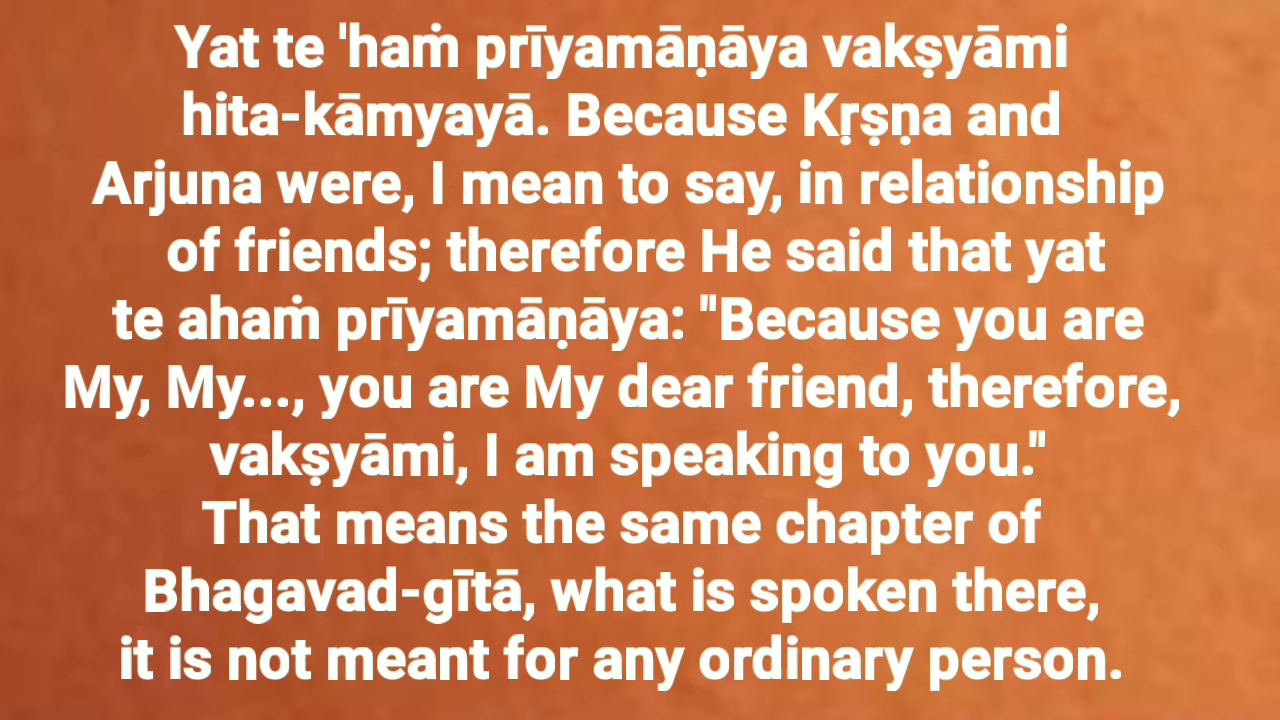 Yat te 'haṁ prīyamāṇāya vakṣyāmi
hita-kāmyayā. Because Kṛṣṇa and
Arjuna were, I mean to say, in relationship
of friends; therefore He said that yat
te ahaṁ prīyamāṇāya: "Because you are
My, My..., you are My dear friend, therefore,
vakṣyāmi, I am speaking to you."
That means the same chapter of
Bhagavad-gītā, what is spoken there,
it is not meant for any ordinary person.